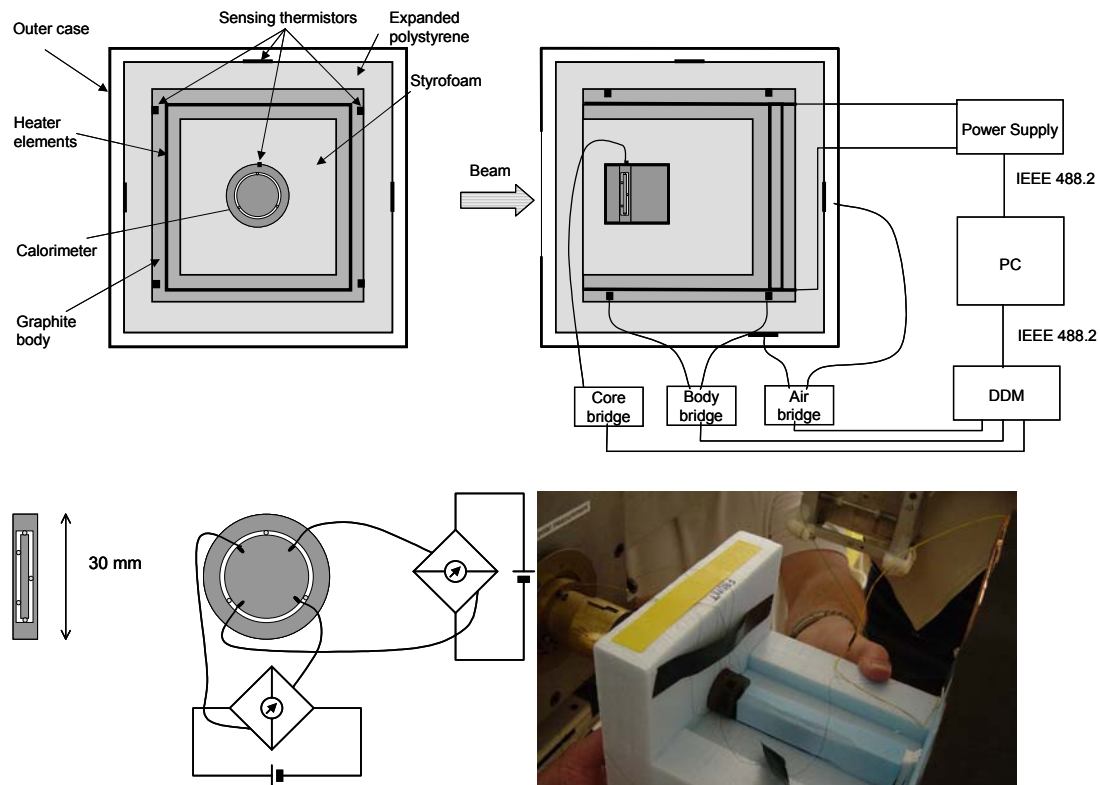 Sensing thermistors
Expanded
polystyrene
Outer case
Styrofoam
Heater
elements
Calorimeter
Graphite
body
Beam
Power Supply
IEEE 488.2
PC
IEEE 488.2
DDM
Core
bridge
Body
bridge
Air
bridge
30 mm
FRONT